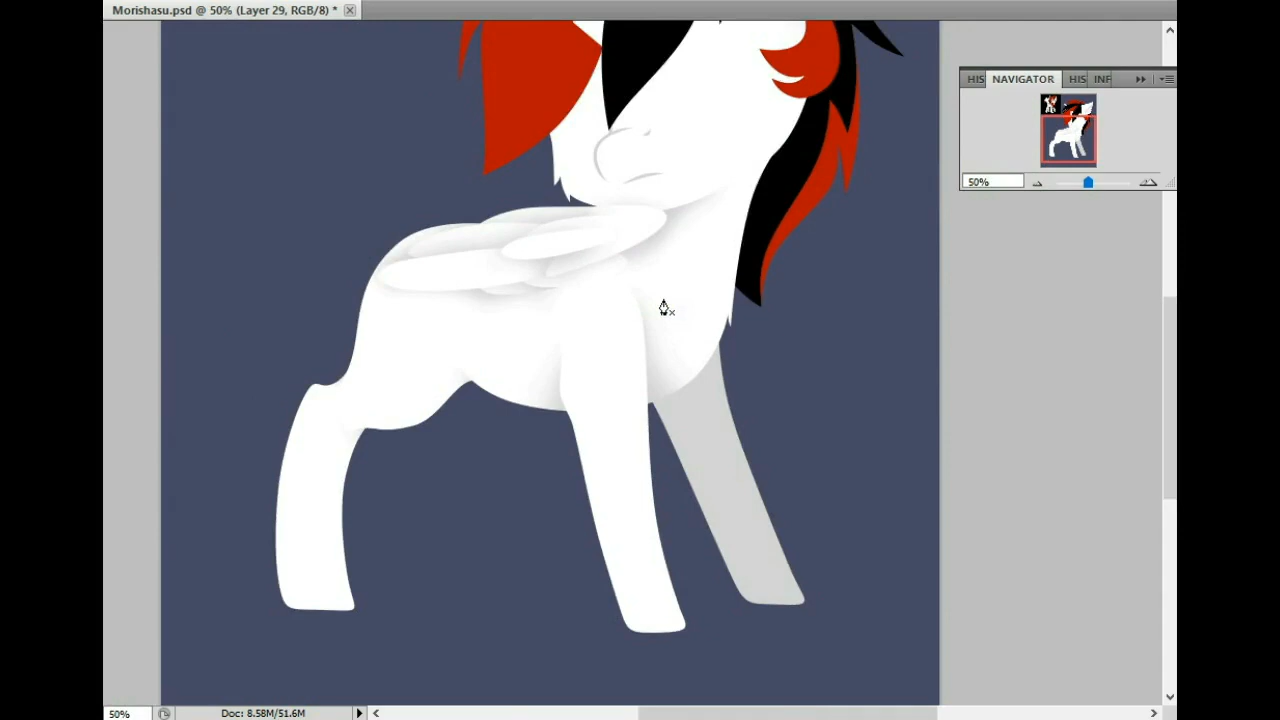 Morishasu.psd @ 50% (Layer 29, RGB/8) *
HIS NAVIGATOR HIS INF
50%
50% Doc: 8.58M/51.6M